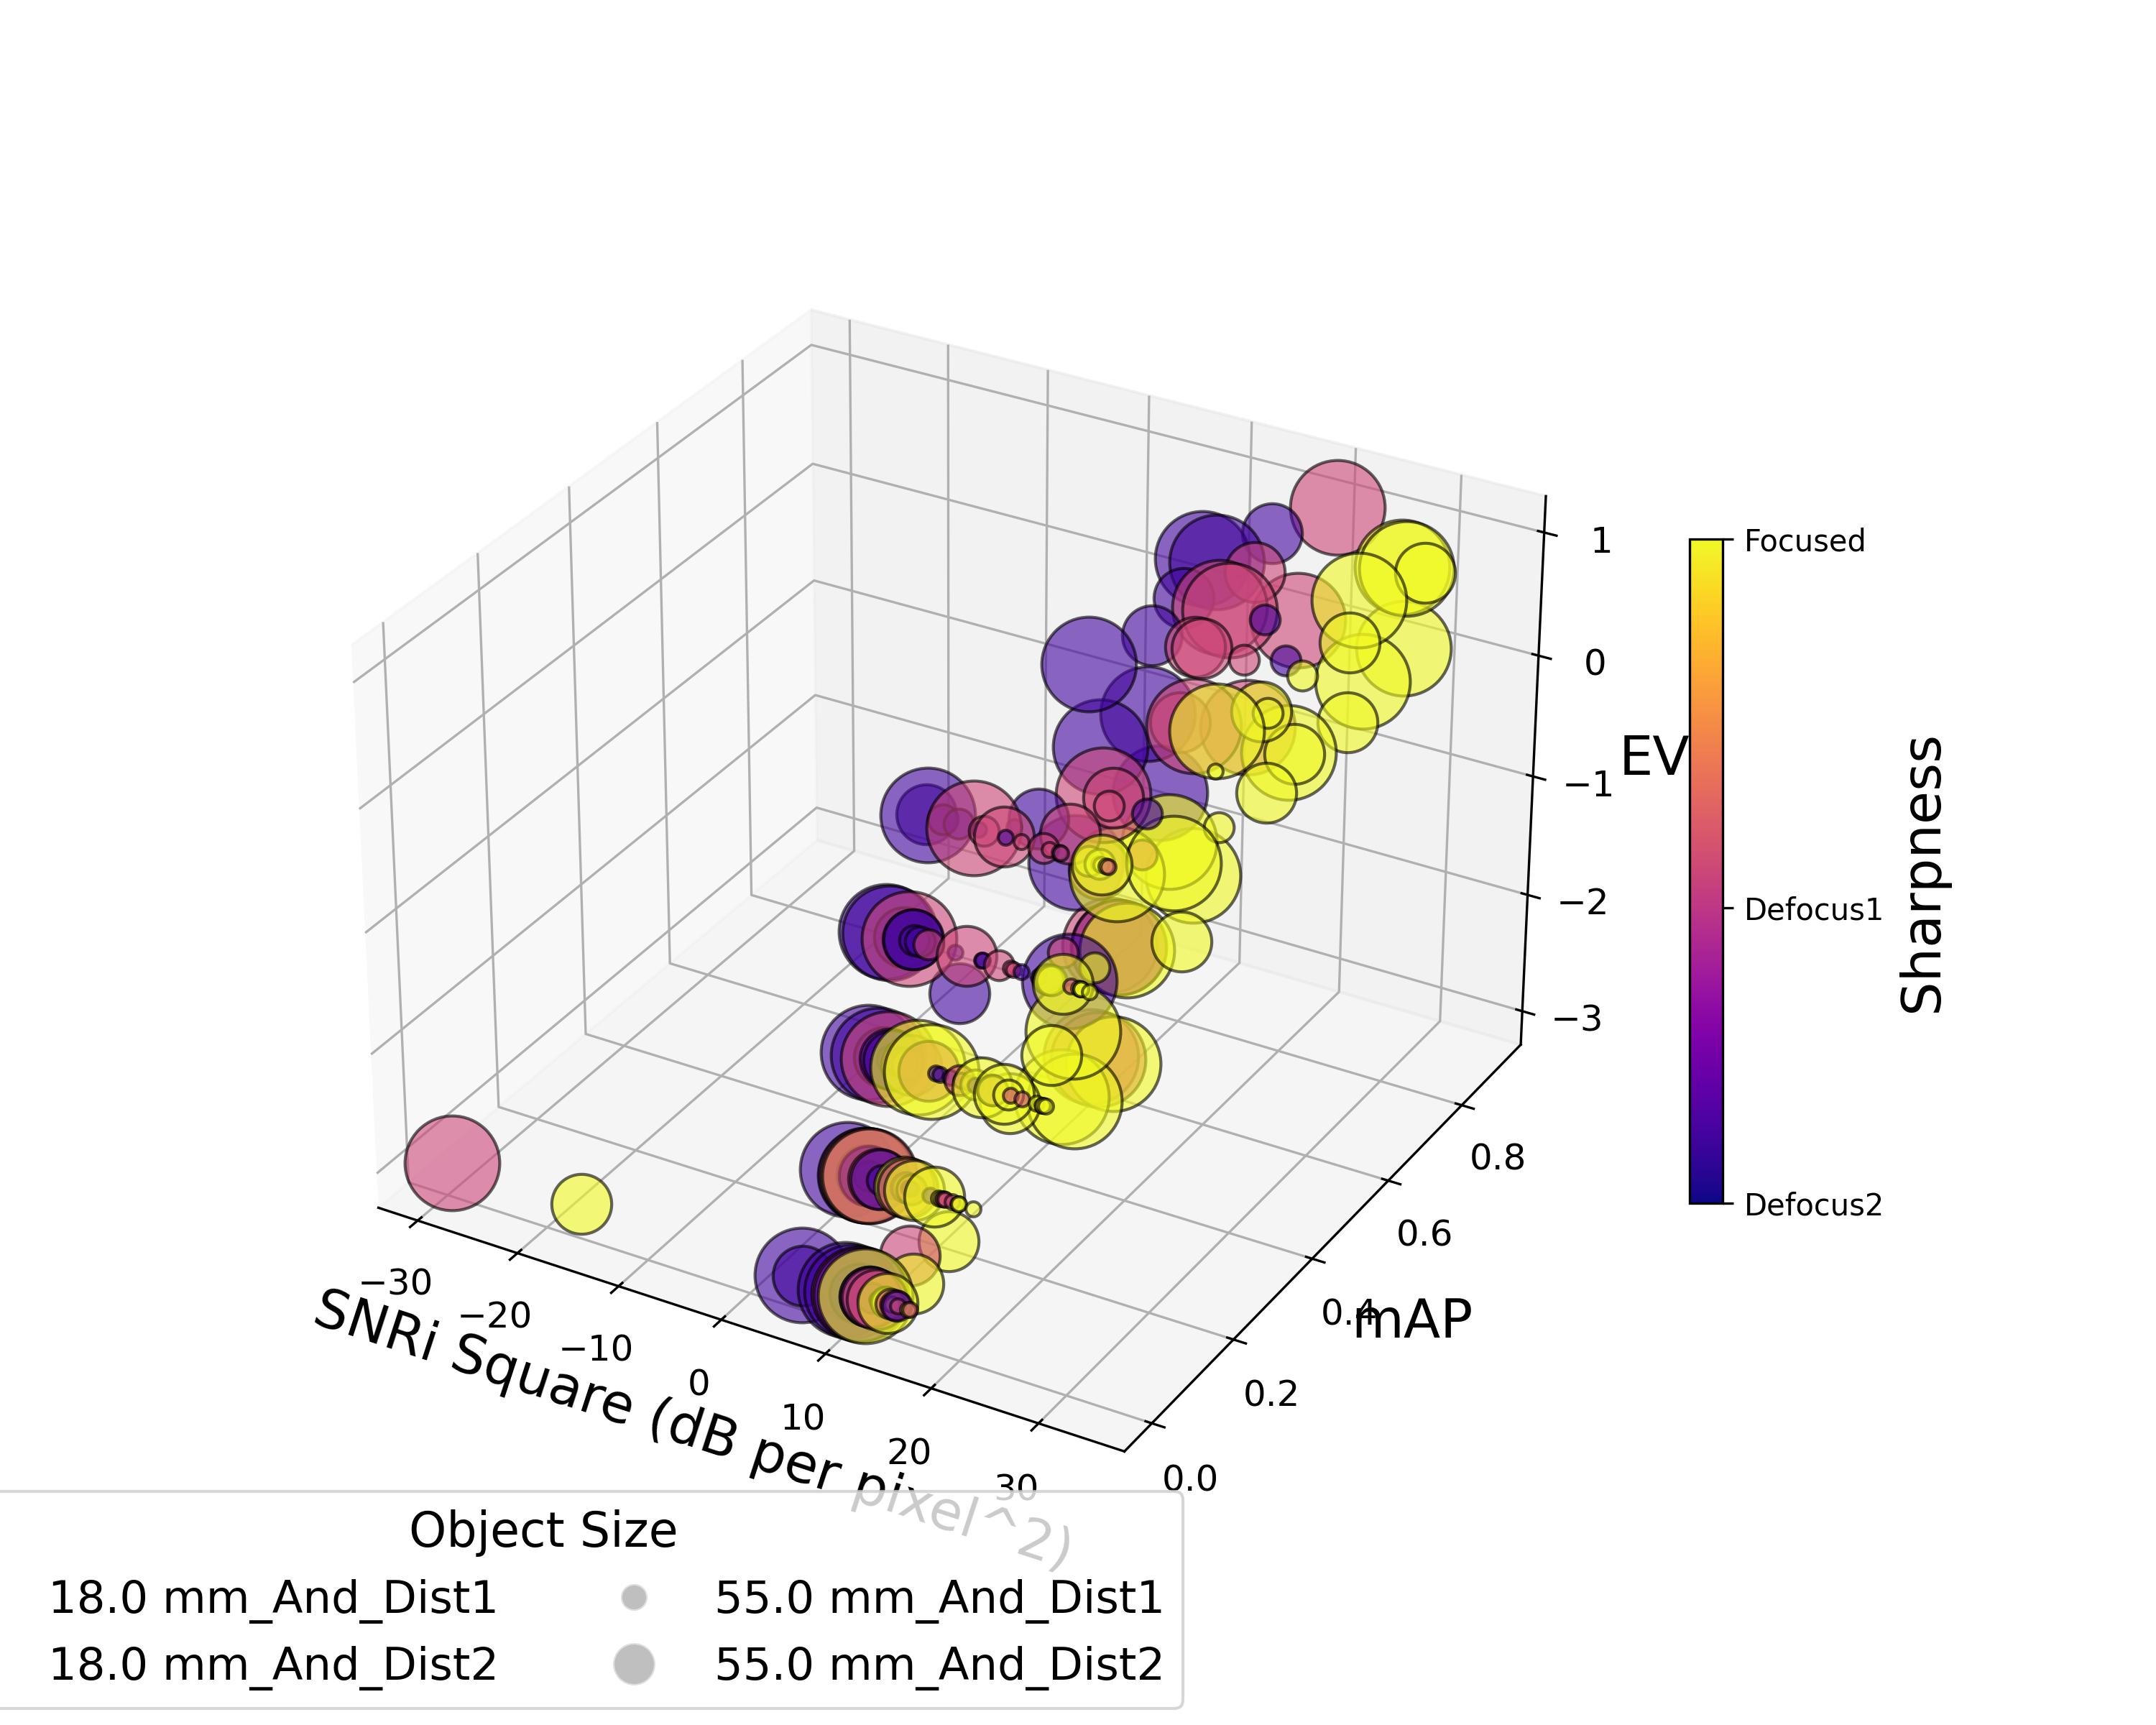 1
0
−1
−2
−3
EV
Focused
Defocus1
Defocus2
Sharpness
0.8
0.6
0.4
0.2
0.0
mAP
−30
−20
−10
0
10
20
30
SNRi Square (dB per pixel^2)
Object Size
18.0 mm_And_Dist1
55.0 mm_And_Dist1
18.0 mm_And_Dist2
55.0 mm_And_Dist2